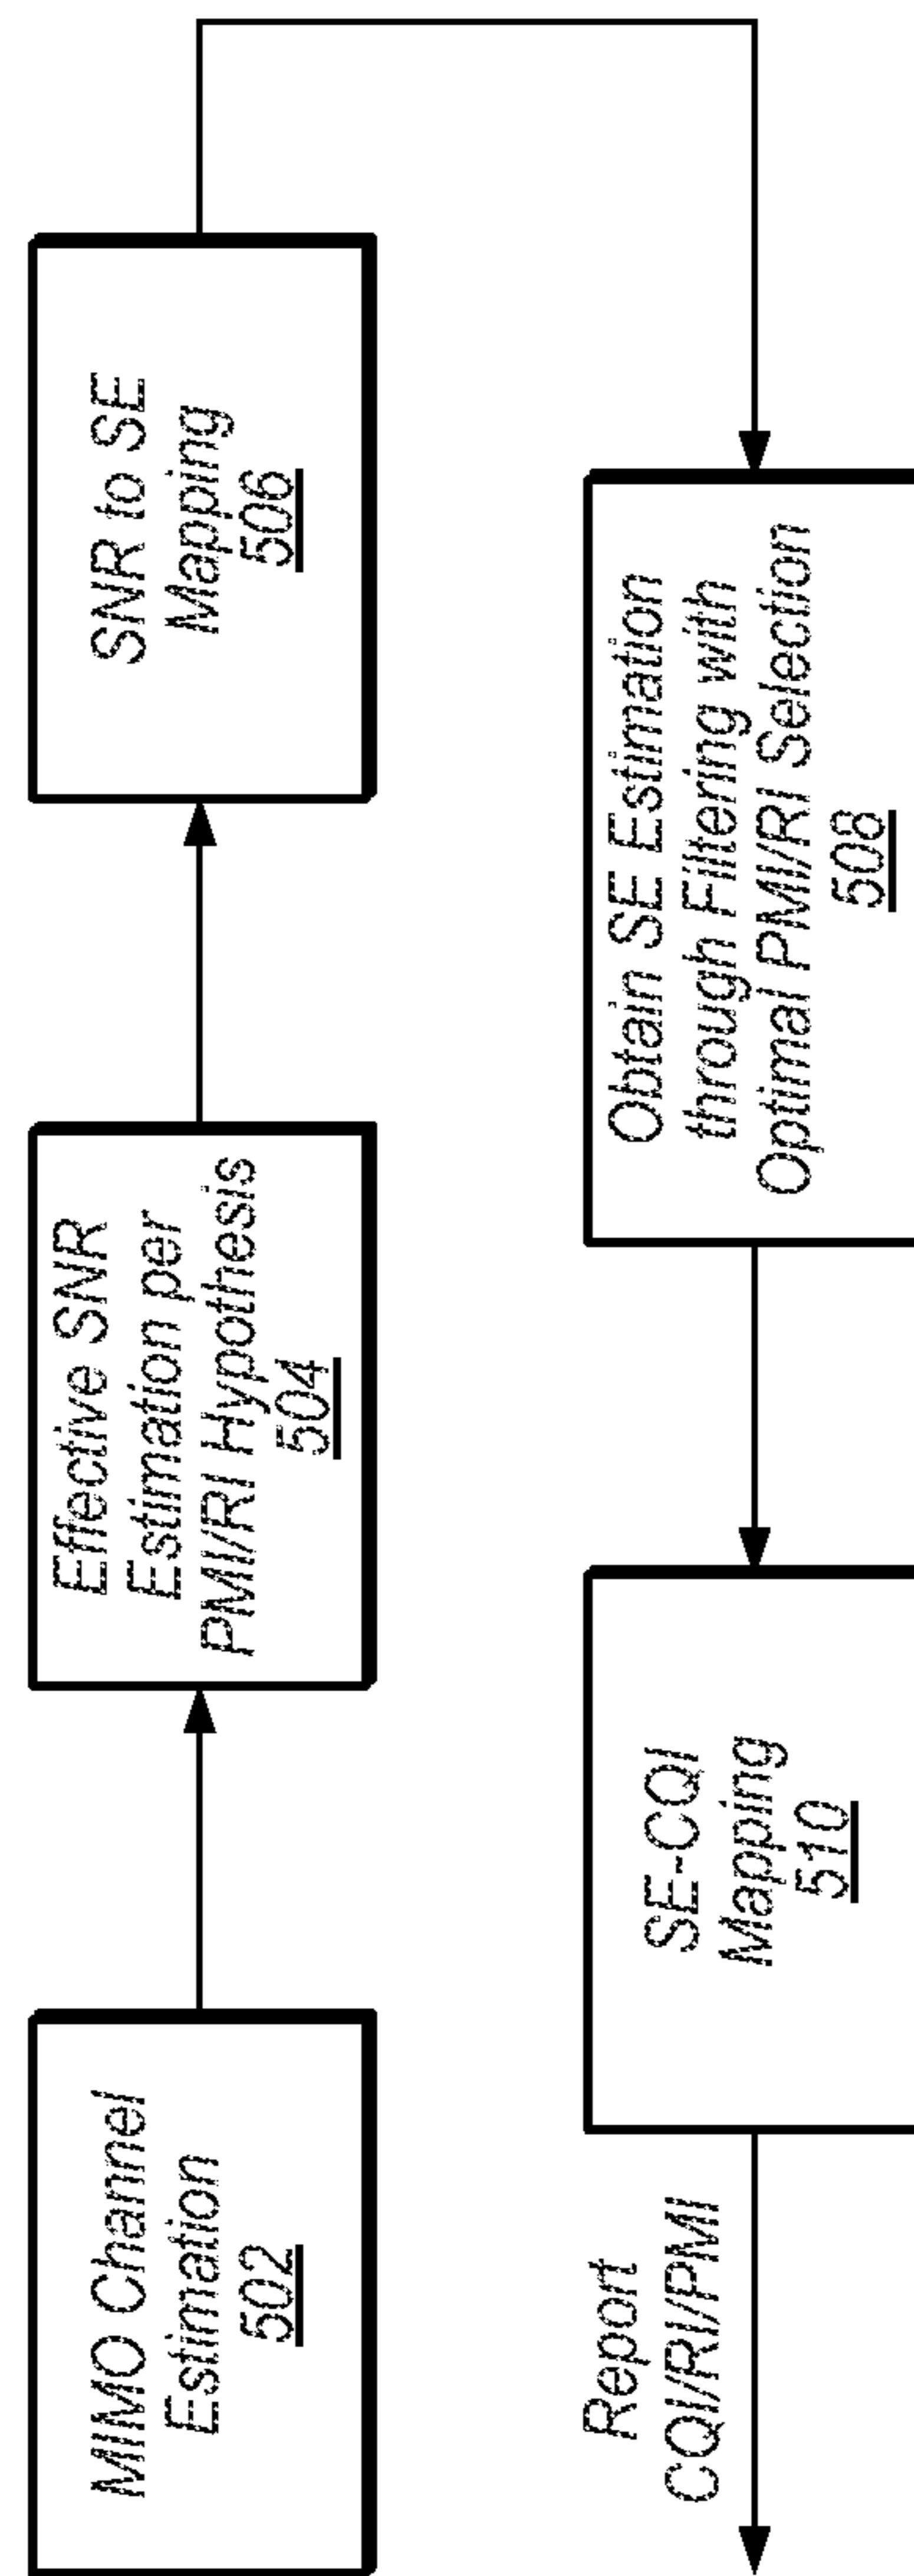 MIMO Channel
Estimation
502
Effective SNR
Estimation per
PMI/RI Hypothesis
504
SNR to SE
Mapping
506
Obtain SE Estimation
through Filtering with
Optimal PMI/RI Selection
508
SE-CQI
Mapping
510
Report
CQI/RI/PMI